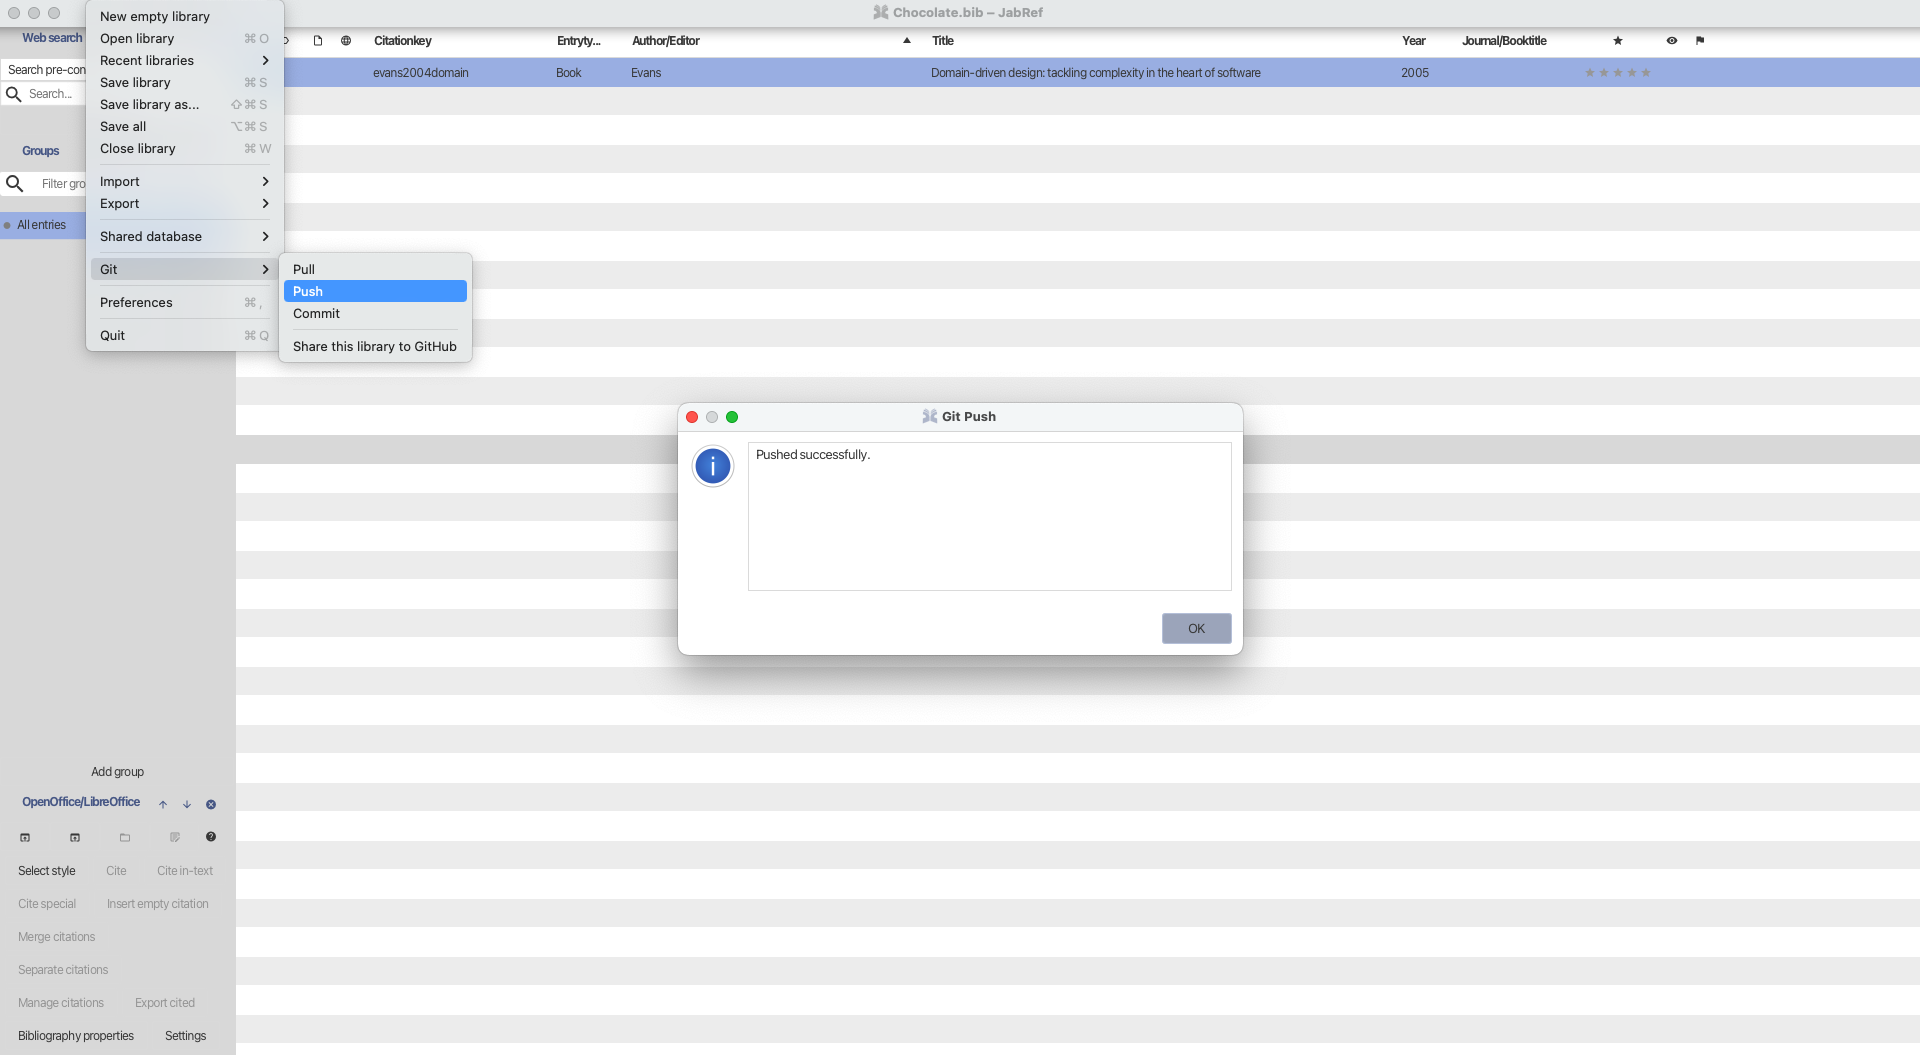 Chocolate.bib – JabRef
New empty library
Open library ⌘ O
Recent libraries
Save library ⌘ S
Save library as... ⇧ ⌘ S
Save all ⌥ ⌘ S
Close library ⌘ W
Import
Export
Shared database
Git
Preferences ⌘ ,
Quit ⌘ Q
Pull
Push
Commit
Share this library to GitHub
Web search
Search pre-con
Search...
Groups
Filter gro
All entries
Citationkey Entryty... Author/Editor Title Year Journal/Booktitle
evans2004domain Book Evans Domain-driven design: tackling complexity in the heart of software 2005
Git Push
Pushed successfully.
OK
Add group
OpenOffice/LibreOffice
Select style Cite Cite in-text
Cite special Insert empty citation
Merge citations
Separate citations
Manage citations Export cited
Bibliography properties Settings